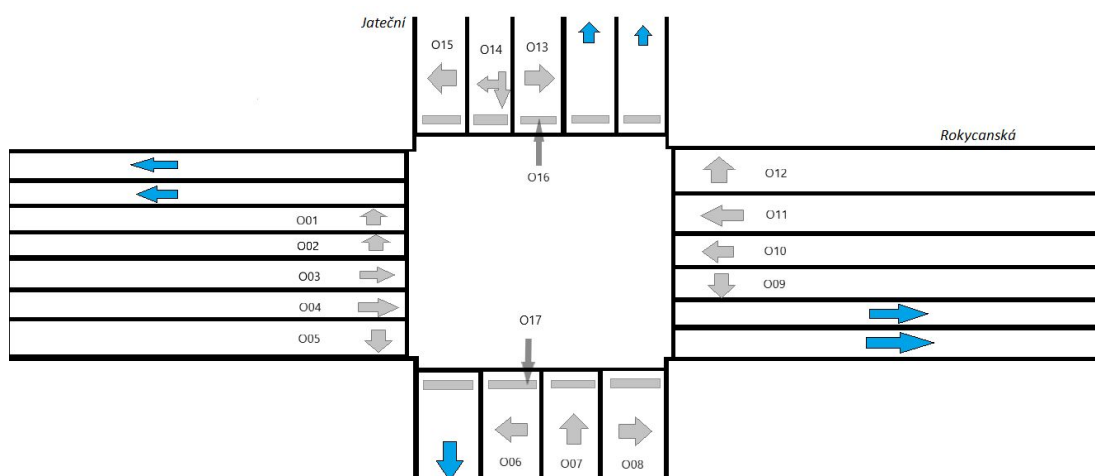 Jateční
O15
O14
O13
Rokycanská
O16
O12
O01
O11
O02
O10
O03
O09
O04
O17
O05
O06
O07
O08